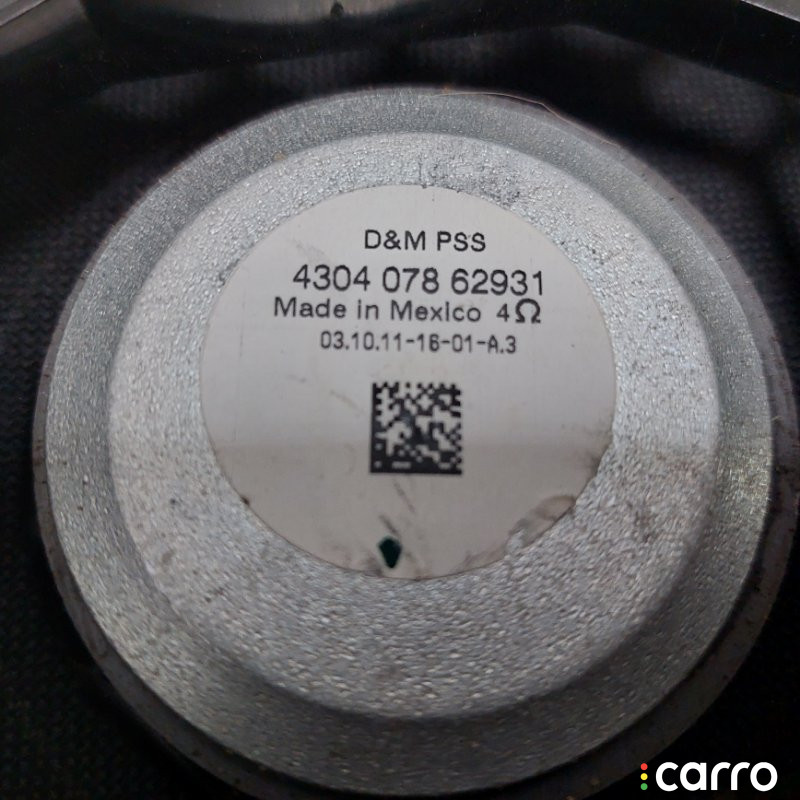 D&M PSS
4304 078 62931
Made in Mexico 4Ω
03.10.11-16-01-A.3
carro